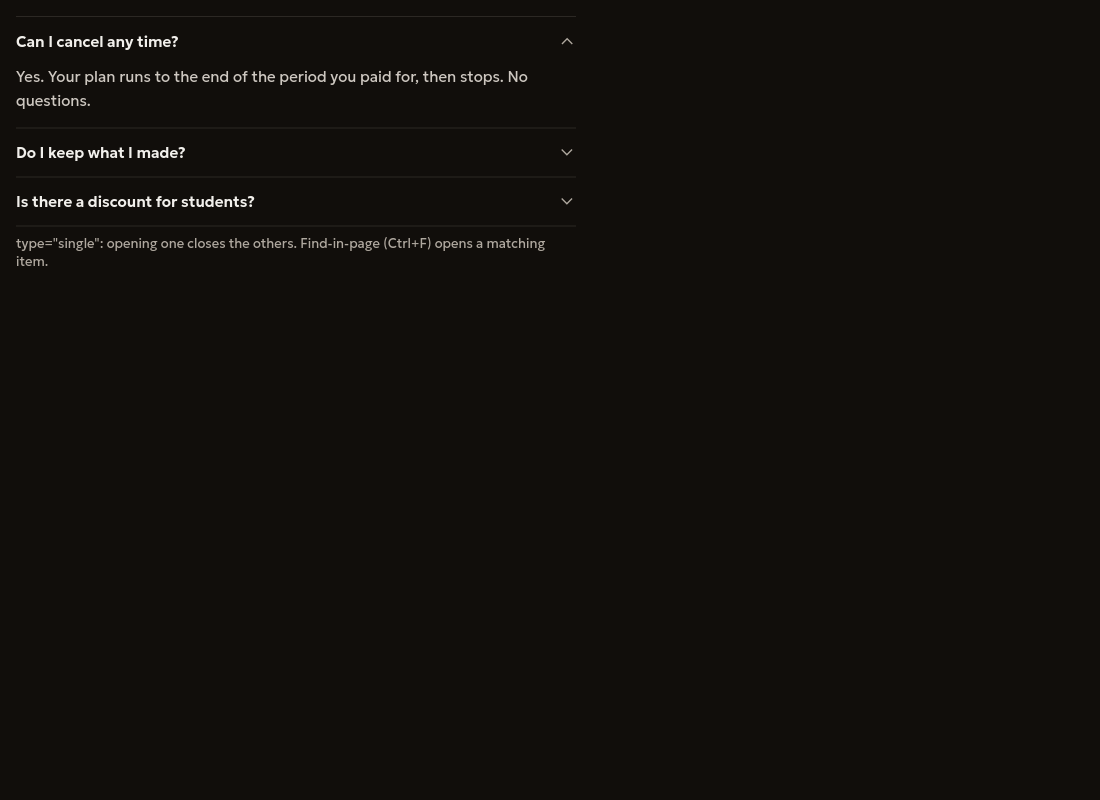 Can I cancel any time?
Yes. Your plan runs to the end of the period you paid for, then stops. No
questions.
Do I keep what I made?
Is there a discount for students?
type="single": opening one closes the others. Find-in-page (Ctrl+F) opens a matching
item.